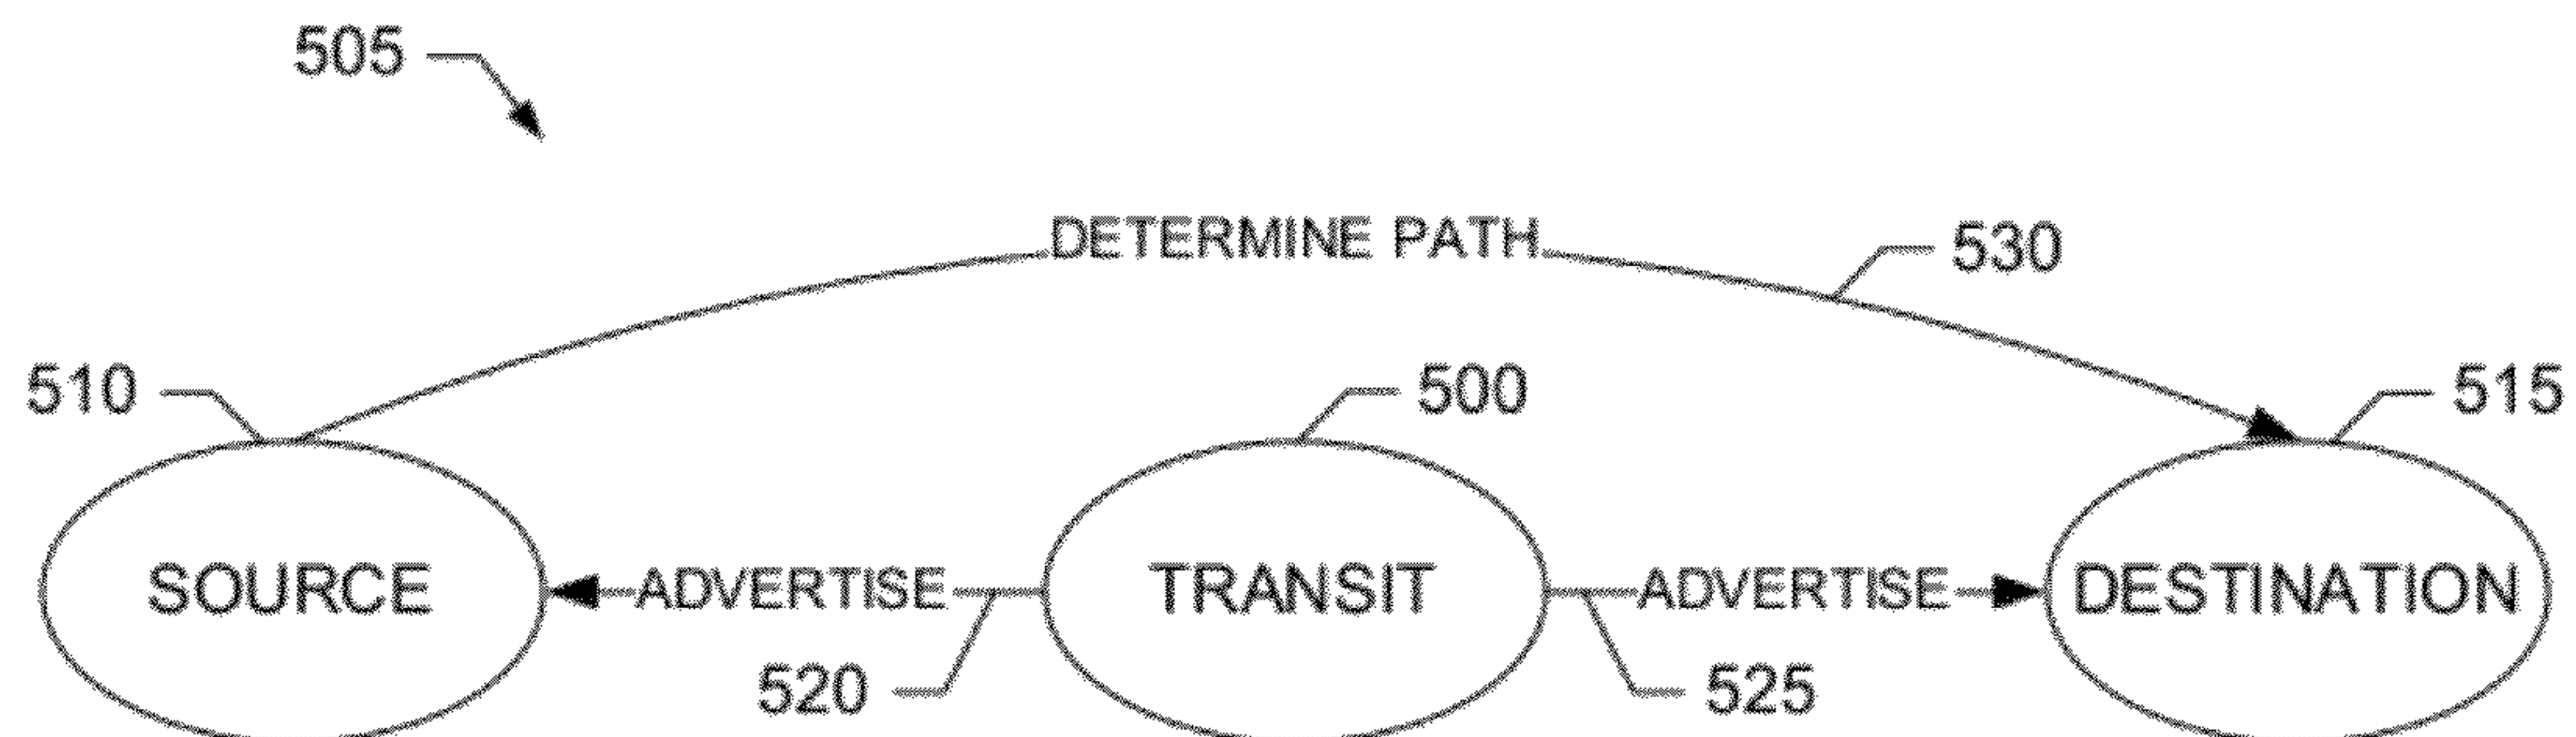 505
DETERMINE PATH
530
510
500
515
SOURCE
ADVERTISE
TRANSIT
ADVERTISE
DESTINATION
520
525